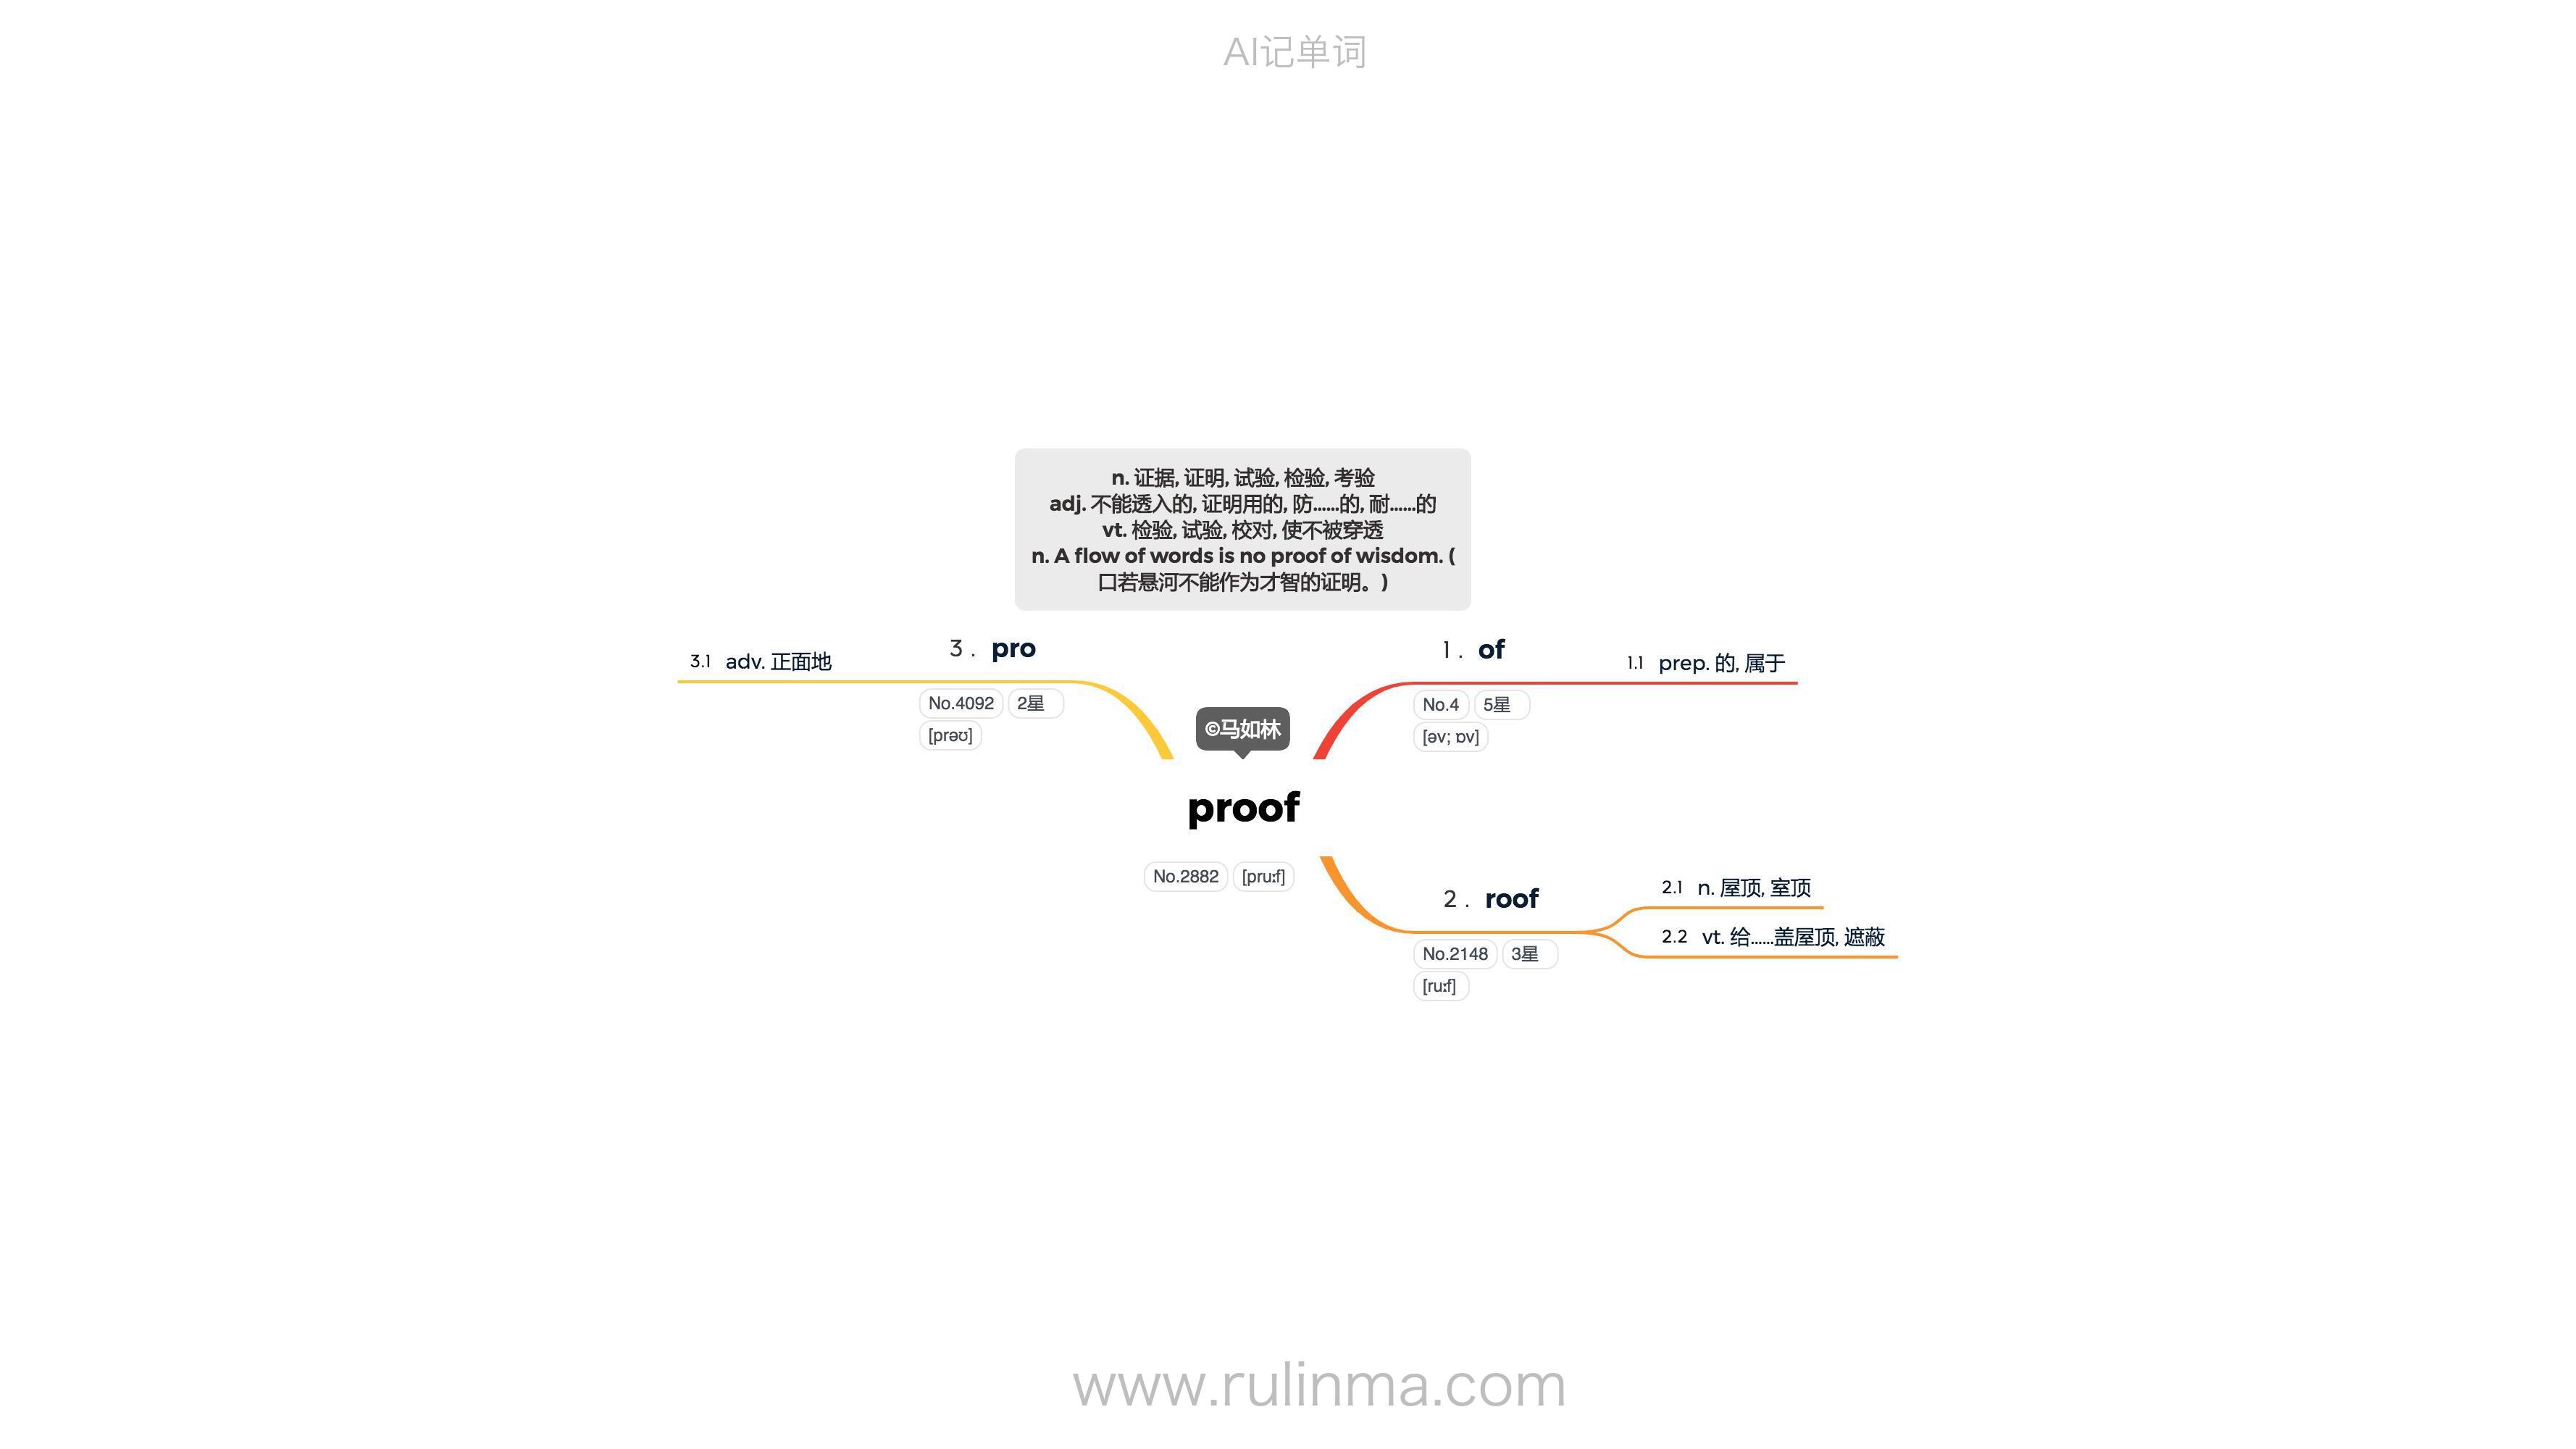 AI记单词
n. 证据, 证明, 试验, 检验, 考验
adj. 不能透入的, 证明用的, 防……的, 耐……的
vt. 检验, 试验, 校对, 使不被穿透
n. A flow of words is no proof of wisdom. (
口若悬河不能作为才智的证明。)
3.1 adv. 正面地
3 . pro
No.4092 2星
[prəʊ]
1 . of
1.1 prep. 的, 属于
No.4 5星
[əv; ɒv]
©马如林
proof
No.2882 [pruːf]
2 . roof
No.2148 3星
[ruːf]
2.1 n. 屋顶, 室顶
2.2 vt. 给……盖屋顶, 遮蔽
www.rulinma.com